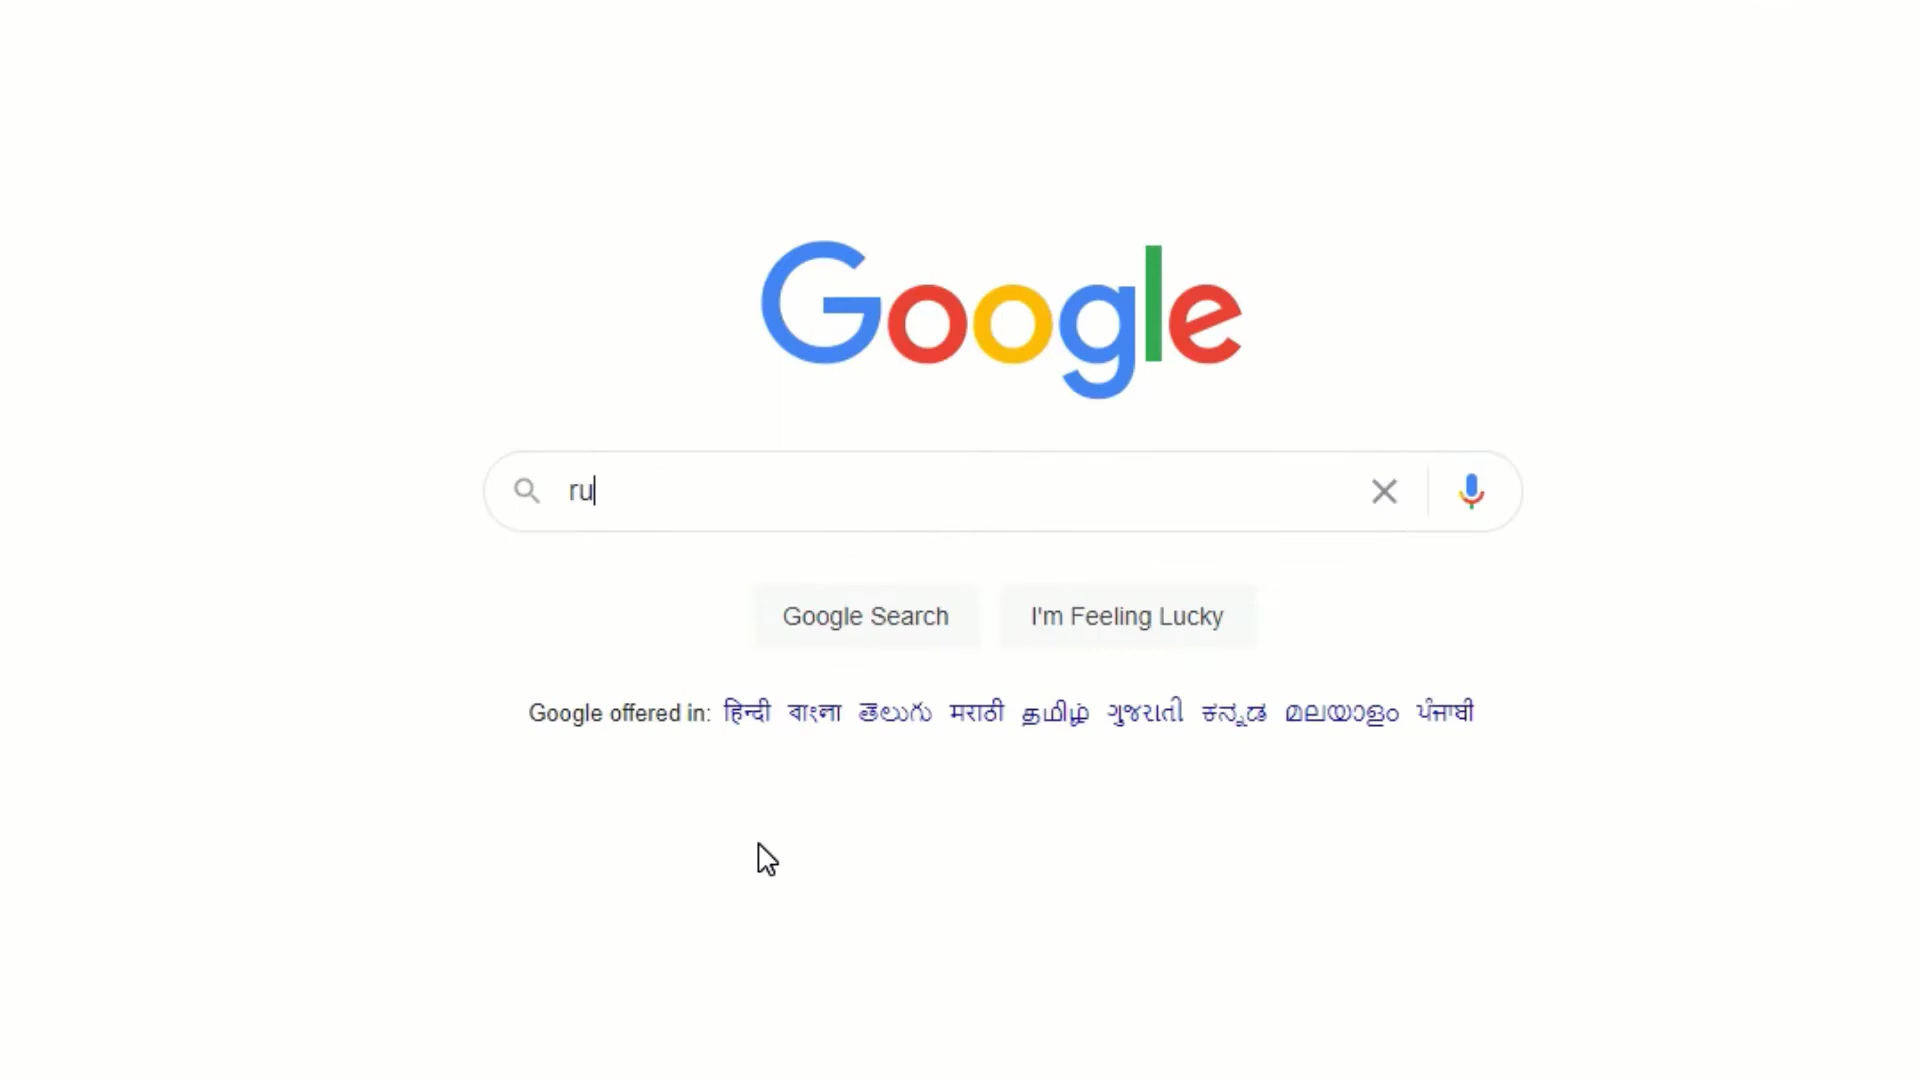 Google
ru
Google Search
I'm Feeling Lucky
Google offered in: हिन्दी বাংলা తెలుగు मराठी தமிழ் ગુજરાતી ಕನ್ನಡ മലയാളം ਪੰਜਾਬੀ